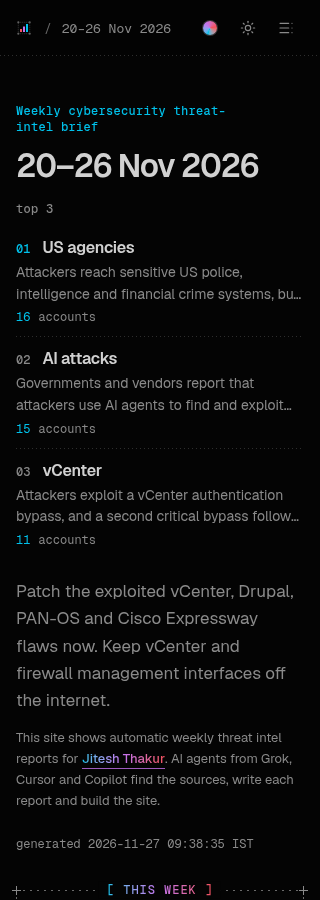 / 20–26 Nov 2026
Weekly cybersecurity threat-
intel brief
20–26 Nov 2026
top 3
01 US agencies
Attackers reach sensitive US police,
intelligence and financial crime systems, bu…
16 accounts
02 AI attacks
Governments and vendors report that
attackers use AI agents to find and exploit…
15 accounts
03 vCenter
Attackers exploit a vCenter authentication
bypass, and a second critical bypass follow…
11 accounts
Patch the exploited vCenter, Drupal,
PAN-OS and Cisco Expressway
flaws now. Keep vCenter and
firewall management interfaces off
the internet.
This site shows automatic weekly threat intel
reports for Jitesh Thakur. AI agents from Grok,
Cursor and Copilot find the sources, write each
report and build the site.
generated 2026-11-27 09:38:35 IST
[ THIS WEEK ]